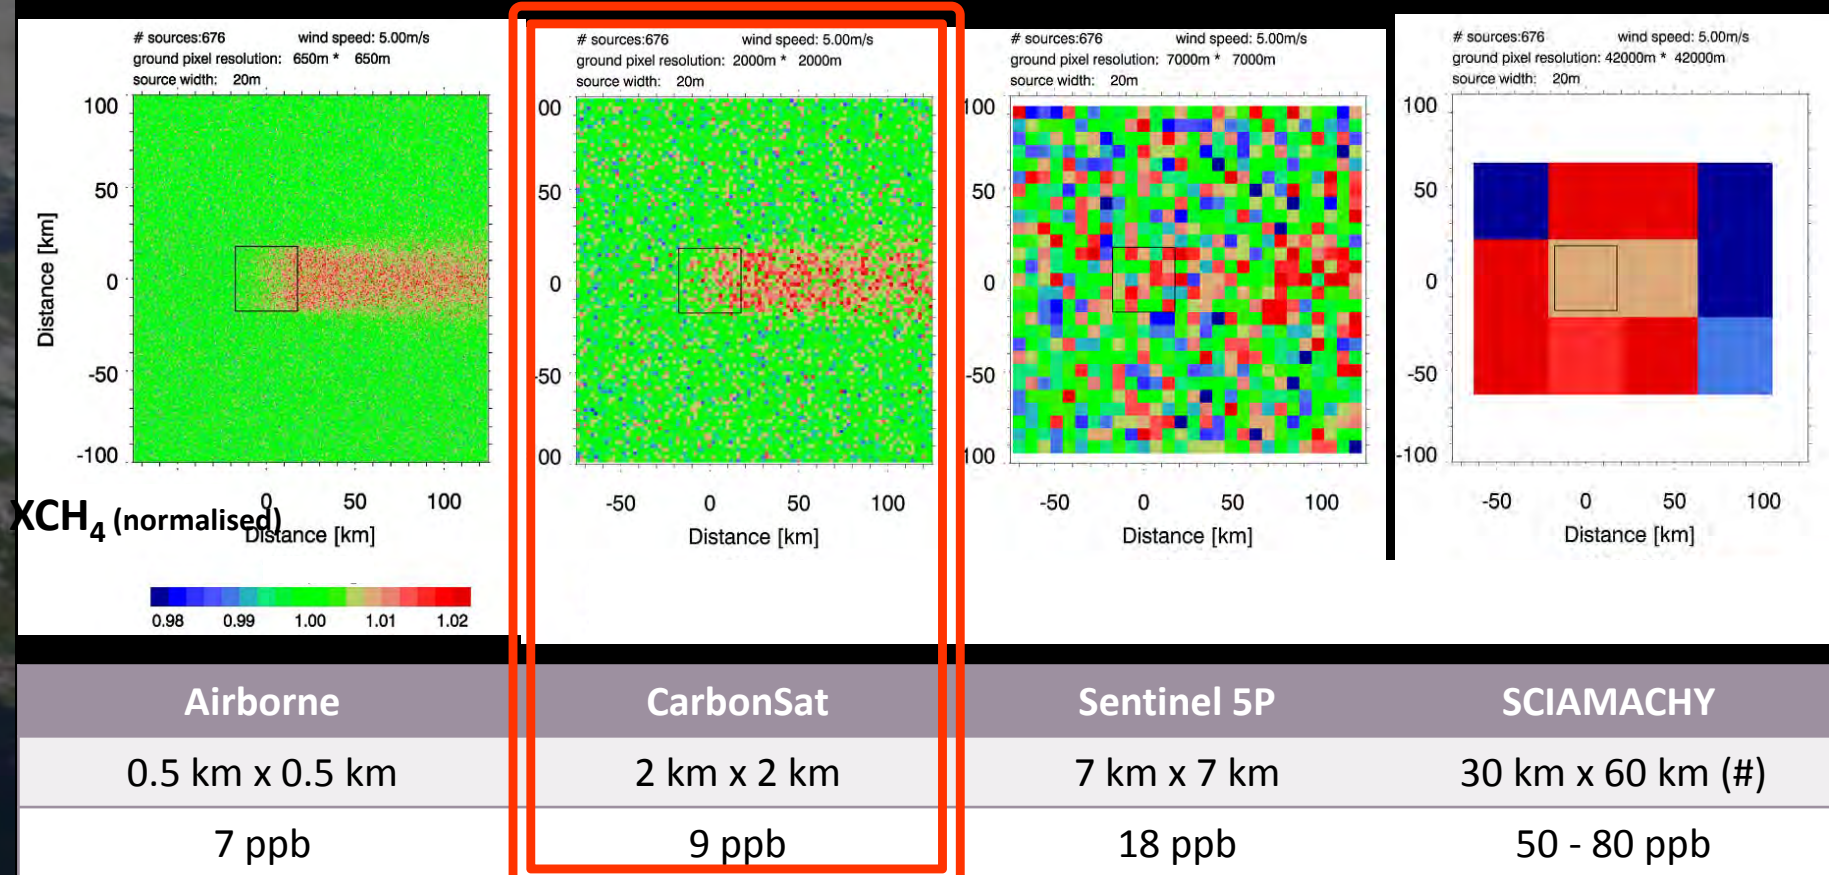 # sources:676 wind speed: 5.00m/s
ground pixel resolution: 650m * 650m
source width: 20m
100
50
0
-50
-100
Distance [km]
0 50 100
Distance [km]
XCH₄ (normalised)
0.98 0.99 1.00 1.01 1.02
# sources:676 wind speed: 5.00m/s
ground pixel resolution: 2000m * 2000m
source width: 20m
00
50
0
-50
00
-50 0 50 100
Distance [km]
# sources:676 wind speed: 5.00m/s
ground pixel resolution: 7000m * 7000m
source width: 20m
100
50
0
-50
100
-50 0 50 100
Distance [km]
# sources:676 wind speed: 5.00m/s
ground pixel resolution: 42000m * 42000m
source width: 20m
100
50
0
-50
-100
-50 0 50 100
Distance [km]
Airborne CarbonSat Sentinel 5P SCIAMACHY
0.5 km x 0.5 km 2 km x 2 km 7 km x 7 km 30 km x 60 km (#)
7 ppb 9 ppb 18 ppb 50 - 80 ppb